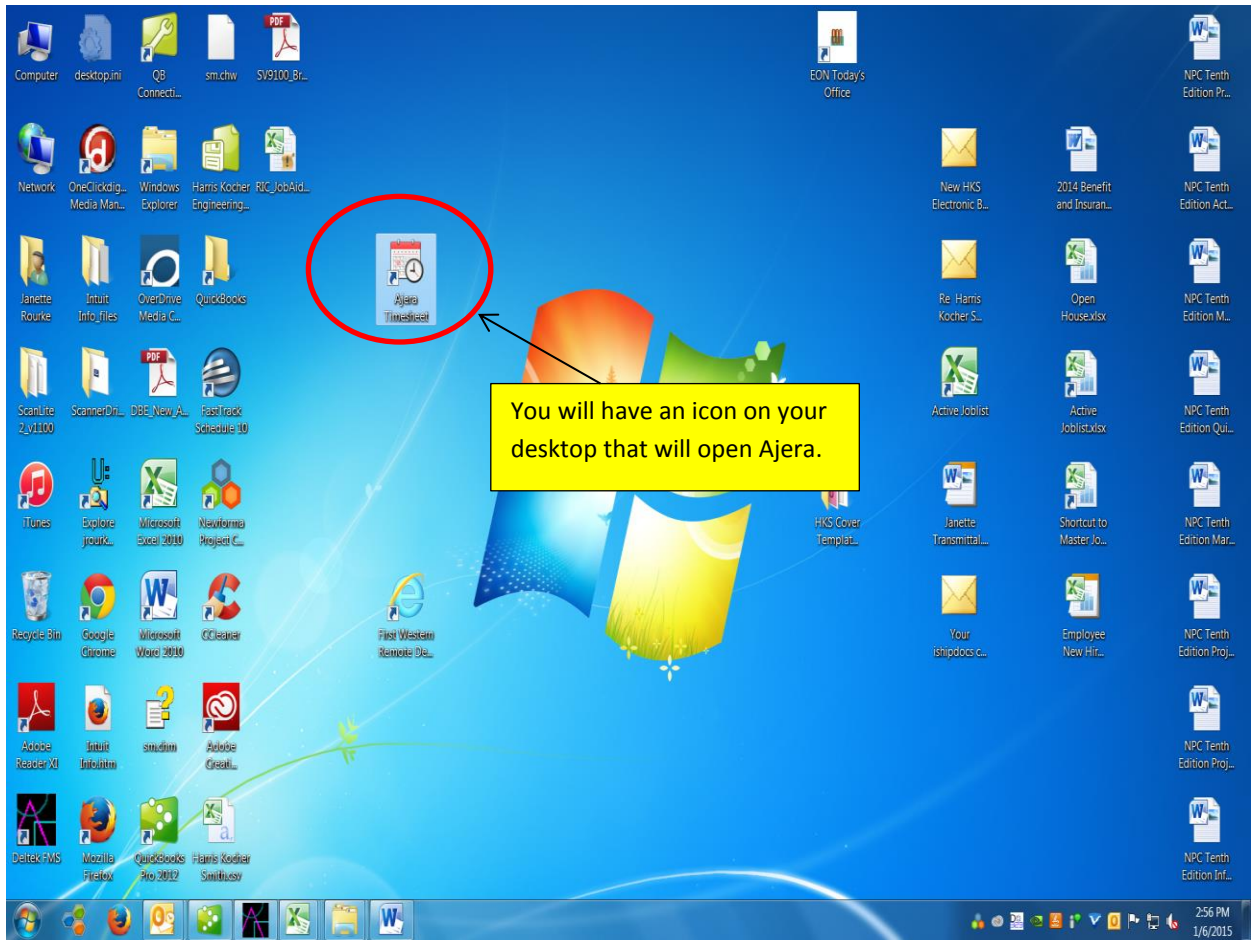 Computer
desktop.ini
QB
Connecti...
sm.chw
PDF
SV9100_Br...
EON Today's
Office
NPC Tenth
Edition Pr...
Network
OneClickdig...
Media Man...
Windows
Explorer
Harris Kocher
Engineering...
RIC_JobAid...
New HKS
Electronic B...
2014 Benefit
and Insuran...
NPC Tenth
Edition Act...
Janette
Rourke
Intuit
Info_files
OverDrive
Media C...
QuickBooks
Ajera
Timesheet
Re Harris
Kocher S...
Open
House.xlsx
NPC Tenth
Edition M...
ScanLite
2_v1100
ScannerDri...
PDF
DBE_New_A...
FastTrack
Schedule 10
You will have an icon on your
desktop that will open Ajera.
Active Joblist
Active
Joblist.xlsx
NPC Tenth
Edition Qui...
iTunes
U:
Explore
jrourk...
Microsoft
Excel 2010
Newforma
Project C...
HKS Cover
Templat...
Janette
Transmittal...
Shortcut to
Master Jo...
NPC Tenth
Edition Mar...
Recycle Bin
Google
Chrome
Microsoft
Word 2010
CCleaner
First Western
Remote De...
Your
ishipdocs c...
Employee
New Hir...
NPC Tenth
Edition Proj...
Adobe
Reader XI
Intuit
Info.htm
sm.chm
Adobe
Creati...
NPC Tenth
Edition Proj...
Deltek FMS
Mozilla
Firefox
QuickBooks
Pro 2012
a,
Harris Kocher
Smith.csv
NPC Tenth
Edition Inf...
2:56 PM
1/6/2015